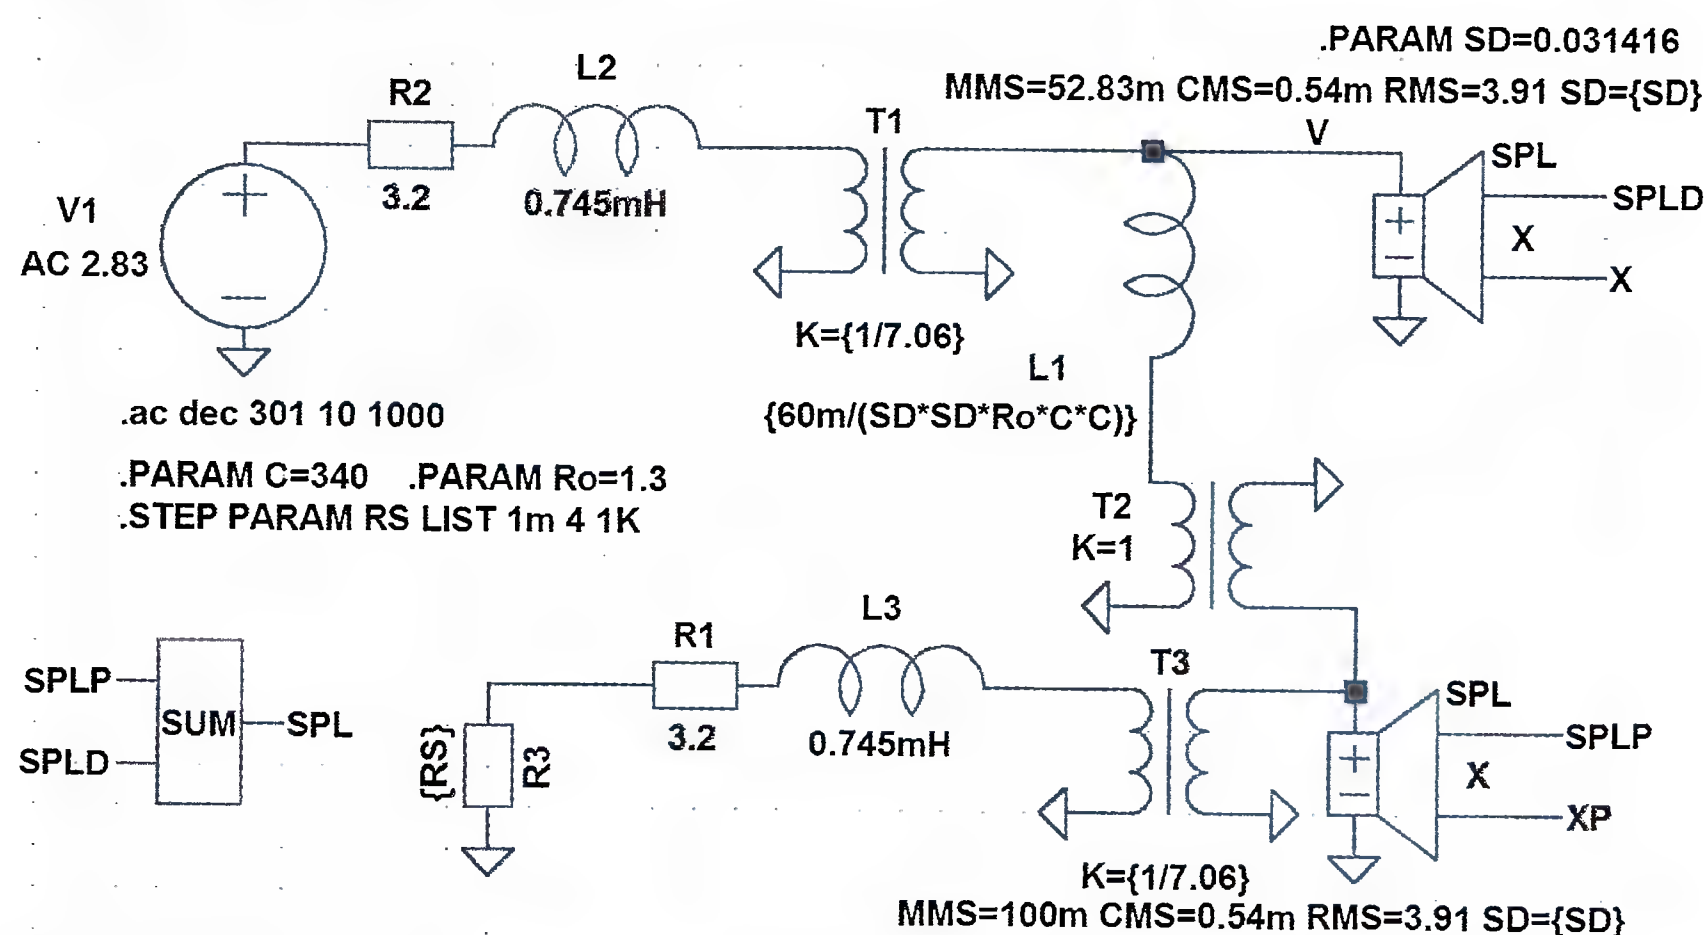 .PARAM SD=0.031416
MMS=52.83m CMS=0.54m RMS=3.91 SD={SD}
L2
R2
T1
V
SPL
SPLD
X
X
3.2
0.745mH
V1
AC 2.83
K={1/7.06}
L1
{60m/(SD*SD*Ro*C*C)}
.ac dec 301 10 1000
.PARAM C=340 .PARAM Ro=1.3
.STEP PARAM RS LIST 1m 4 1K
T2
K=1
L3
R1
T3
SPLP
SUM
SPL
SPLD
{RS}
R3
3.2
0.745mH
SPL
SPLP
X
XP
K={1/7.06}
MMS=100m CMS=0.54m RMS=3.91 SD={SD}